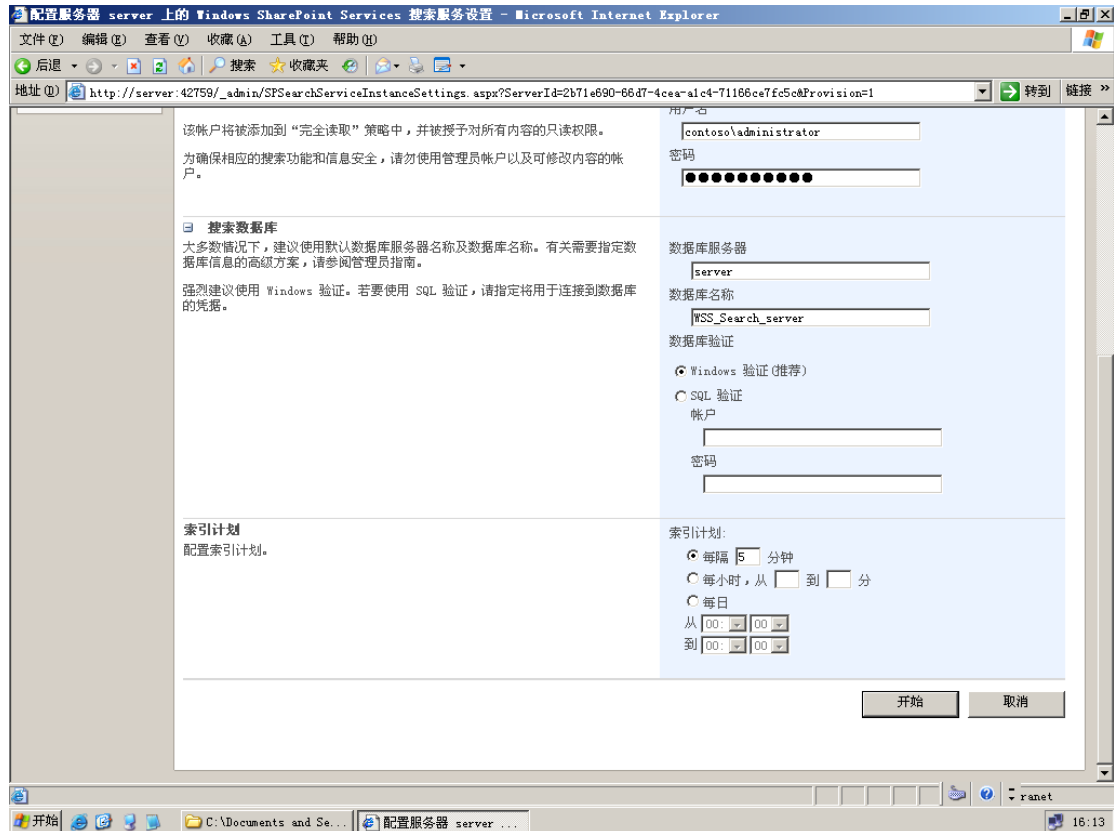 配置服务器 server 上的 Windows SharePoint Services 搜索服务设置 - Microsoft Internet Explorer
文件(F) 编辑(E) 查看(V) 收藏(A) 工具(T) 帮助(H)
后退 搜索 收藏夹
地址(D) http://server:42759/_admin/SPSearchServiceInstanceSettings.aspx?ServerId=2b71e690-66d7-4cea-a1c4-71166ce7fc5c&Provision=1 转到 链接 »
用户名
该帐户将被添加到“完全读取”策略中，并被授予对所有内容的只读权限。
contoso\administrator
为确保相应的搜索功能和信息安全，请勿使用管理员帐户以及可修改内容的帐
户。
密码
●●●●●●●●●●
搜索数据库
大多数情况下，建议使用默认数据库服务器名称及数据库名称。有关需要指定数
据库信息的高级方案，请参阅管理员指南。
强烈建议使用 Windows 验证。若要使用 SQL 验证，请指定将用于连接到数据库
的凭据。
数据库服务器
server
数据库名称
WSS_Search_server
数据库验证
Windows 验证(推荐)
SQL 验证
帐户
密码
索引计划
配置索引计划。
索引计划:
每隔 5 分钟
每小时，从 到 分
每日
从 00: 00
到 00: 00
开始 取消
ranet
开始 C:\Documents and Se... 配置服务器 server ... 16:13